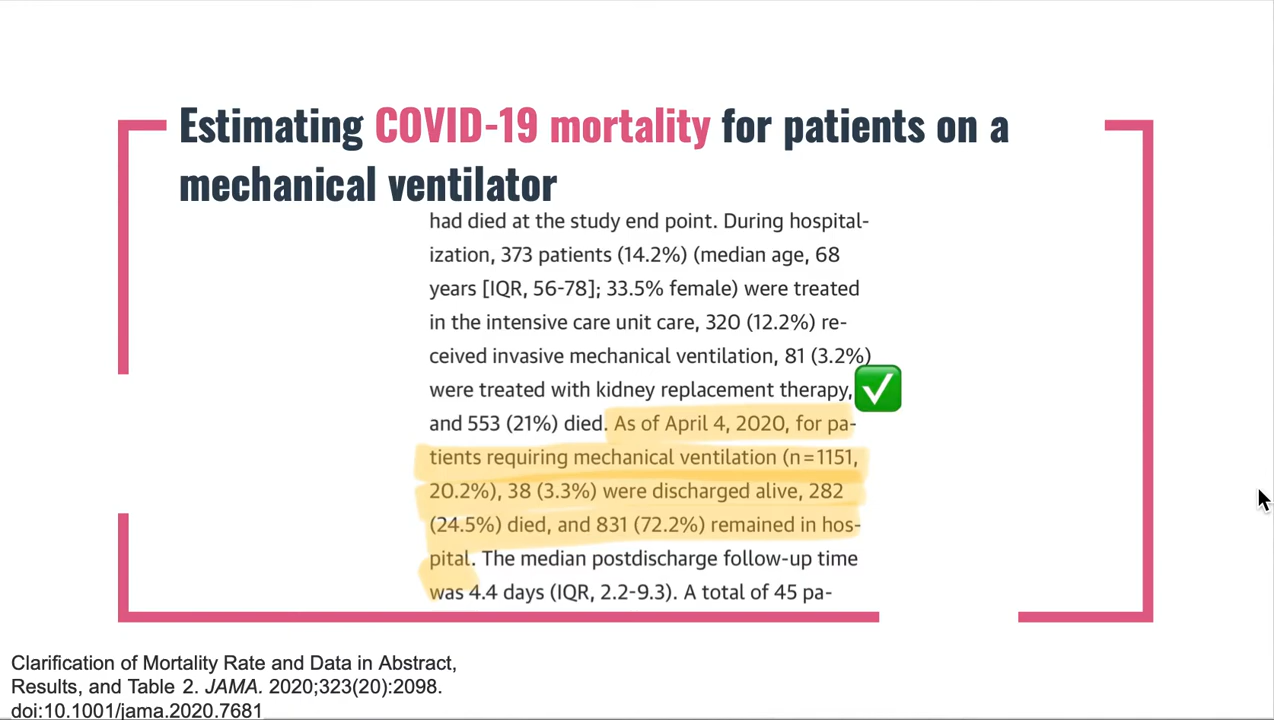 Estimating COVID-19 mortality for patients on a
mechanical ventilator
had died at the study end point. During hospital-
ization, 373 patients (14.2%) (median age, 68
years [IQR, 56-78]; 33.5% female) were treated
in the intensive care unit care, 320 (12.2%) re-
ceived invasive mechanical ventilation, 81 (3.2%)
were treated with kidney replacement therapy,
and 553 (21%) died. As of April 4, 2020, for pa-
tients requiring mechanical ventilation (n=1151,
20.2%), 38 (3.3%) were discharged alive, 282
(24.5%) died, and 831 (72.2%) remained in hos-
pital. The median postdischarge follow-up time
was 4.4 days (IQR, 2.2-9.3). A total of 45 pa-
Clarification of Mortality Rate and Data in Abstract,
Results, and Table 2. JAMA. 2020;323(20):2098.
doi:10.1001/jama.2020.7681